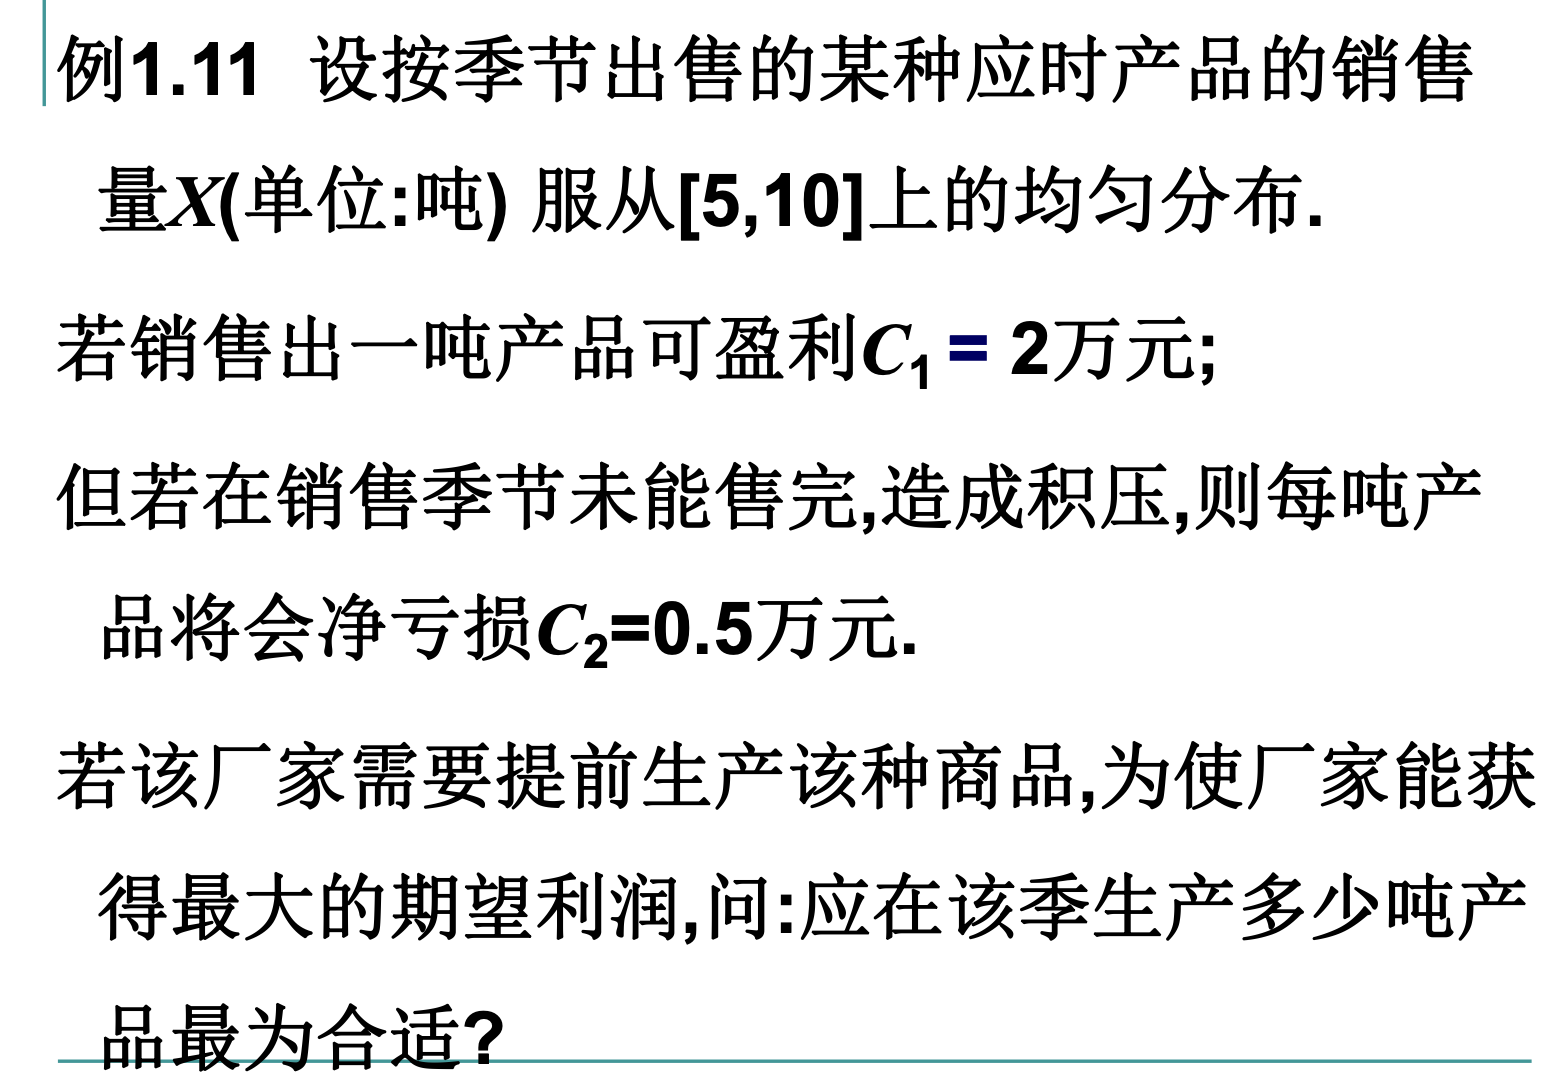 例1.11 设按季节出售的某种应时产品的销售
量X(单位:吨) 服从[5,10]上的均匀分布.
若销售出一吨产品可盈利C₁ = 2万元;
但若在销售季节未能售完,造成积压,则每吨产
品将会净亏损C₂=0.5万元.
若该厂家需要提前生产该种商品,为使厂家能获
得最大的期望利润,问:应在该季生产多少吨产
品最为合适?